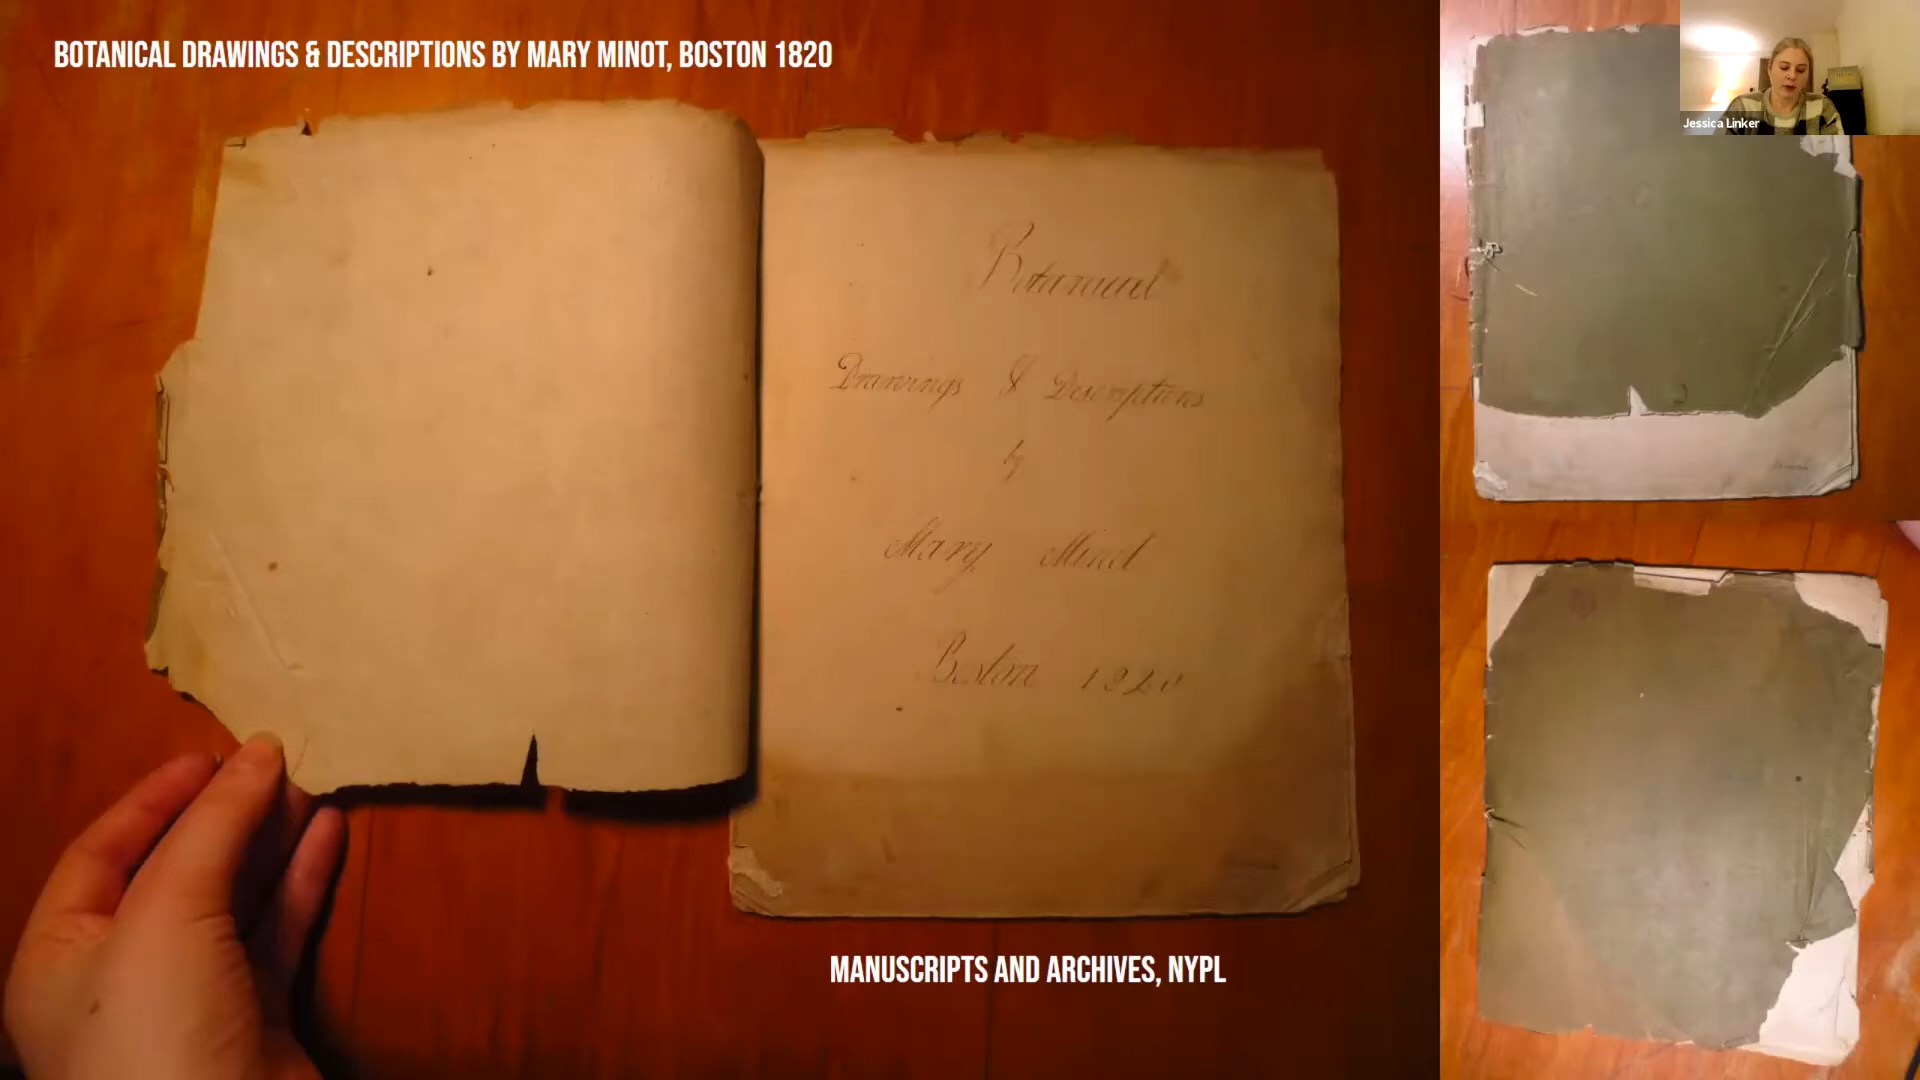 BOTANICAL DRAWINGS & DESCRIPTIONS BY MARY MINOT, BOSTON 1820
Jessica Linker
Botanical
Drawings & Descriptions
by
Mary Minot
Boston 1820
MANUSCRIPTS AND ARCHIVES, NYPL